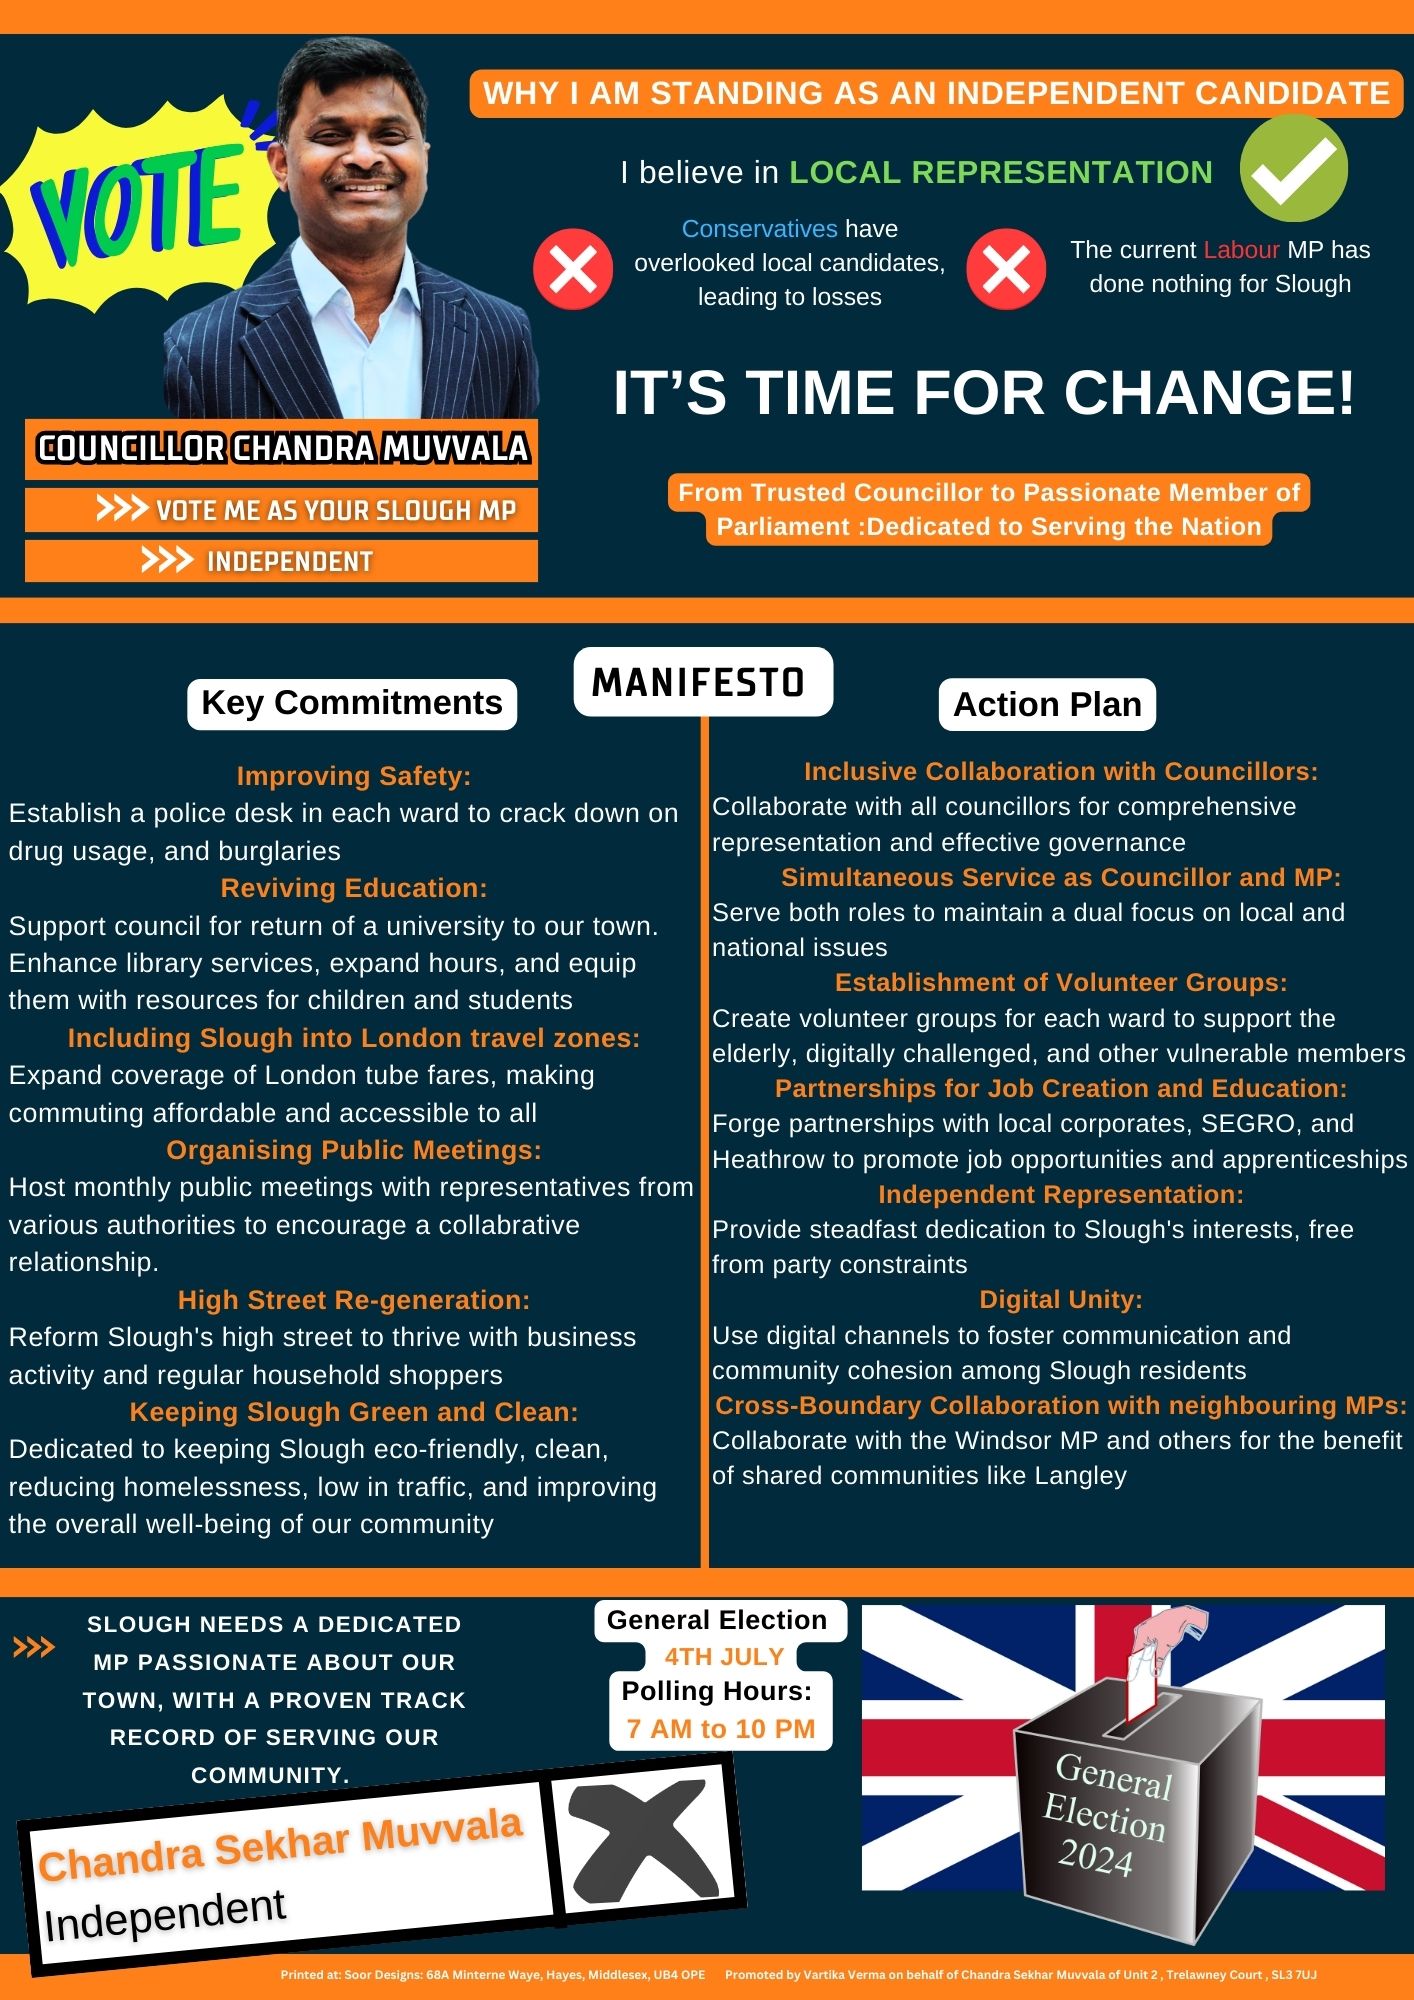 VOTE
WHY I AM STANDING AS AN INDEPENDENT CANDIDATE
I believe in LOCAL REPRESENTATION
Conservatives have
overlooked local candidates,
leading to losses
The current Labour MP has
done nothing for Slough
IT’S TIME FOR CHANGE!
COUNCILLOR CHANDRA MUVVALA
>>> VOTE ME AS YOUR SLOUGH MP
>>> INDEPENDENT
From Trusted Councillor to Passionate Member of
Parliament :Dedicated to Serving the Nation
MANIFESTO
Key Commitments
Improving Safety:
Establish a police desk in each ward to crack down on
drug usage, and burglaries
Reviving Education:
Support council for return of a university to our town.
Enhance library services, expand hours, and equip
them with resources for children and students
Including Slough into London travel zones:
Expand coverage of London tube fares, making
commuting affordable and accessible to all
Organising Public Meetings:
Host monthly public meetings with representatives from
various authorities to encourage a collabrative
relationship.
High Street Re-generation:
Reform Slough's high street to thrive with business
activity and regular household shoppers
Keeping Slough Green and Clean:
Dedicated to keeping Slough eco-friendly, clean,
reducing homelessness, low in traffic, and improving
the overall well-being of our community
Action Plan
Inclusive Collaboration with Councillors:
Collaborate with all councillors for comprehensive
representation and effective governance
Simultaneous Service as Councillor and MP:
Serve both roles to maintain a dual focus on local and
national issues
Establishment of Volunteer Groups:
Create volunteer groups for each ward to support the
elderly, digitally challenged, and other vulnerable members
Partnerships for Job Creation and Education:
Forge partnerships with local corporates, SEGRO, and
Heathrow to promote job opportunities and apprenticeships
Independent Representation:
Provide steadfast dedication to Slough's interests, free
from party constraints
Digital Unity:
Use digital channels to foster communication and
community cohesion among Slough residents
Cross-Boundary Collaboration with neighbouring MPs:
Collaborate with the Windsor MP and others for the benefit
of shared communities like Langley
>>> SLOUGH NEEDS A DEDICATED
MP PASSIONATE ABOUT OUR
TOWN, WITH A PROVEN TRACK
RECORD OF SERVING OUR
COMMUNITY.
General Election
4TH JULY
Polling Hours:
7 AM to 10 PM
General
Election
2024
Chandra Sekhar Muvvala
Independent
Printed at: Soor Designs: 68A Minterne Waye, Hayes, Middlesex, UB4 OPE Promoted by Vartika Verma on behalf of Chandra Sekhar Muvvala of Unit 2 , Trelawney Court , SL3 7UJ